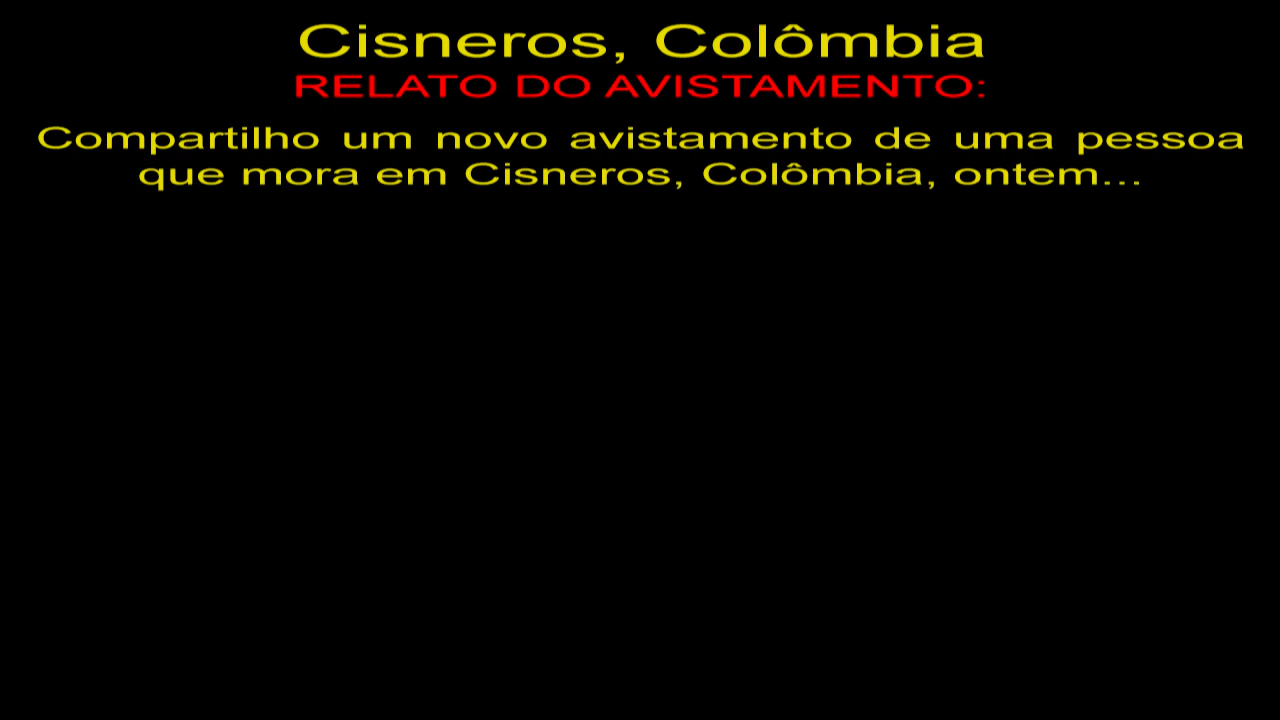 Cisneros, Colômbia
RELATO DO AVISTAMENTO:
Compartilho um novo avistamento de uma pessoa
que mora em Cisneros, Colômbia, ontem...